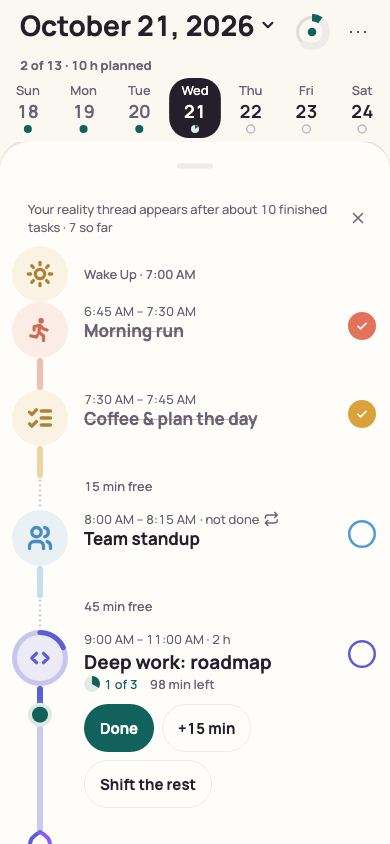 October 21, 2026
2 of 13 · 10 h planned
Sun Mon Tue Wed Thu Fri Sat
18 19 20 21 22 23 24
Your reality thread appears after about 10 finished
tasks · 7 so far
Wake Up · 7:00 AM
6:45 AM – 7:30 AM
Morning run
7:30 AM – 7:45 AM
Coffee & plan the day
15 min free
8:00 AM – 8:15 AM · not done
Team standup
45 min free
9:00 AM – 11:00 AM · 2 h
Deep work: roadmap
1 of 3 98 min left
Done +15 min
Shift the rest